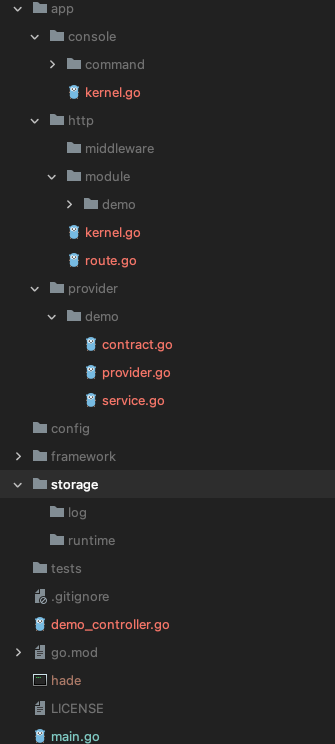 app
console
command
kernel.go
http
middleware
module
demo
kernel.go
route.go
provider
demo
contract.go
provider.go
service.go
config
framework
storage
log
runtime
tests
.gitignore
demo_controller.go
go.mod
hade
LICENSE
main.go